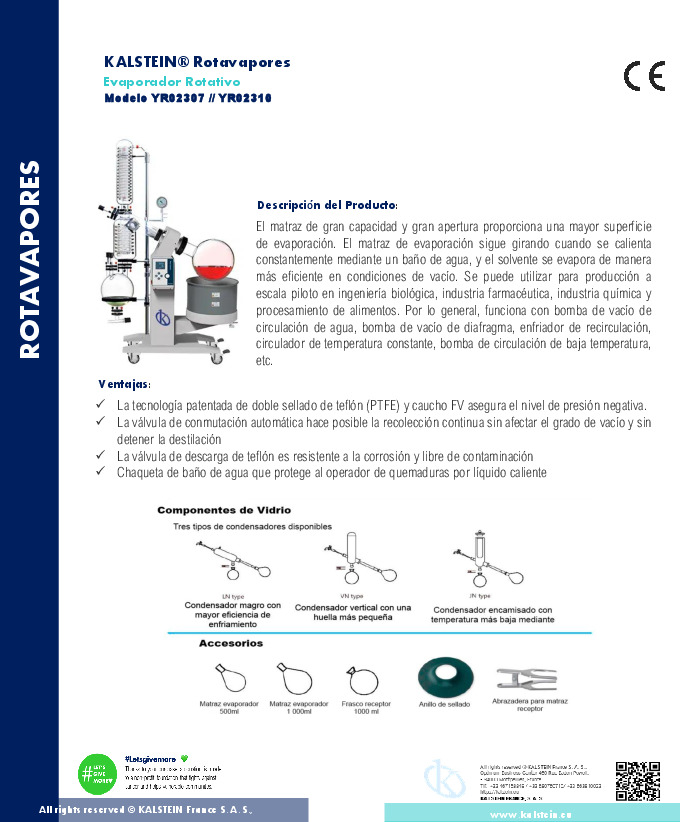 KALSTEIN® Rotavapores
Evaporador Rotativo
Modelo YR02307 // YR02310
CE
ROTAVAPORES
Descripción del Producto:
El matraz de gran capacidad y gran apertura proporciona una mayor superficie
de evaporación. El matraz de evaporación sigue girando cuando se calienta
constantemente mediante un baño de agua, y el solvente se evapora de manera
más eficiente en condiciones de vacío. Se puede utilizar para producción a
escala piloto en ingeniería biológica, industria farmacéutica, industria química y
procesamiento de alimentos. Por lo general, funciona con bomba de vacío de
circulación de agua, bomba de vacío de diafragma, enfriador de recirculación,
circulador de temperatura constante, bomba de circulación de baja temperatura,
etc.
Ventajas:
✓ La tecnología patentada de doble sellado de teflón (PTFE) y caucho FV asegura el nivel de presión negativa.
✓ La válvula de conmutación automática hace posible la recolección continua sin afectar el grado de vacío y sin
detener la destilación
✓ La válvula de descarga de teflón es resistente a la corrosión y libre de contaminación
✓ Chaqueta de baño de agua que protege al operador de quemaduras por líquido caliente
Componentes de Vidrio
Tres tipos de condensadores disponibles
LN type
VN type
JN type
Condensador magro con
mayor eficiencia de
enfriamiento
Condensador vertical con una
huella más pequeña
Condensador encamisado con
temperatura más baja mediante
Accesorios
Matraz evaporador
500ml
Matraz evaporador
1 000ml
Frasco receptor
1000 ml
Anillo de sellado
Abrazadera para matraz
receptor
# LET'S
GIVE
MORE
#Letsgivemore
All rights reserved © KALSTEIN France S. A. S.,
KALSTEIN FRANCE, S. A. S
All rights reserved © KALSTEIN France S. A. S.,
www.kalstein.eu